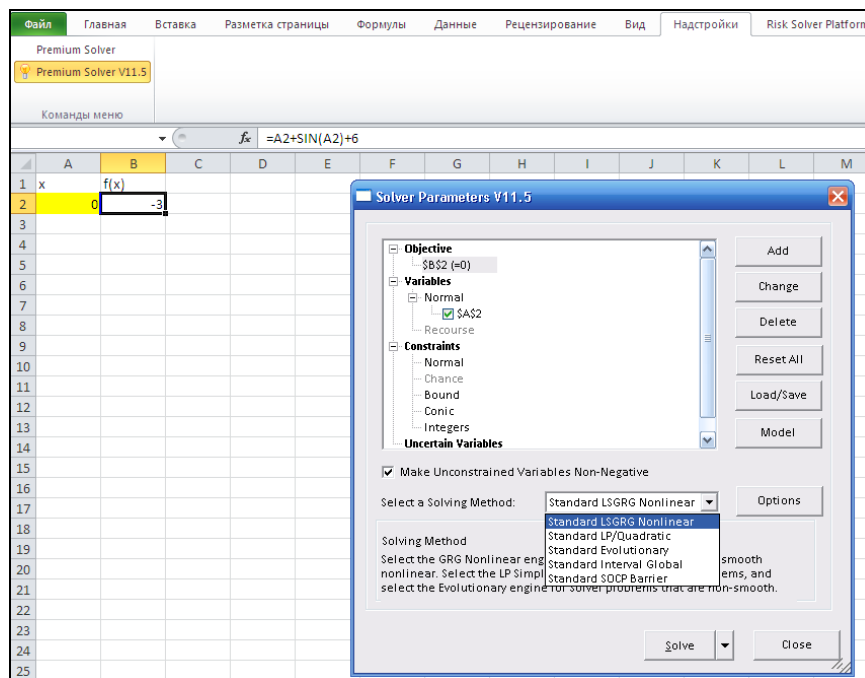 Файл Главная Вставка Разметка страницы Формулы Данные Рецензирование Вид Надстройки Risk Solver Platform
Premium Solver
Premium Solver V11.5
Команды меню
fx =A2+SIN(A2)+6
A B C D E F G H I J K L M
1 x f(x)
2 0 -3
3
4
5
6
7
8
9
10
11
12
13
14
15
16
17
18
19
20
21
22
23
24
25
Solver Parameters V11.5
Objective
$B$2 (=0)
Variables
Normal
$A$2
Recourse
Constraints
Normal
Chance
Bound
Conic
Integers
Uncertain Variables
Add
Change
Delete
Reset All
Load/Save
Model
Make Unconstrained Variables Non-Negative
Select a Solving Method: Standard LSGRG Nonlinear
Options
Standard LSGRG Nonlinear
Standard LP/Quadratic
Standard Evolutionary
Standard Interval Global
Standard SOCP Barrier
Solving Method
Select the GRG Nonlinear eng smooth
nonlinear. Select the LP Simpl ems, and
select the Evolutionary engine for Solver problems that are non-smooth.
Solve Close